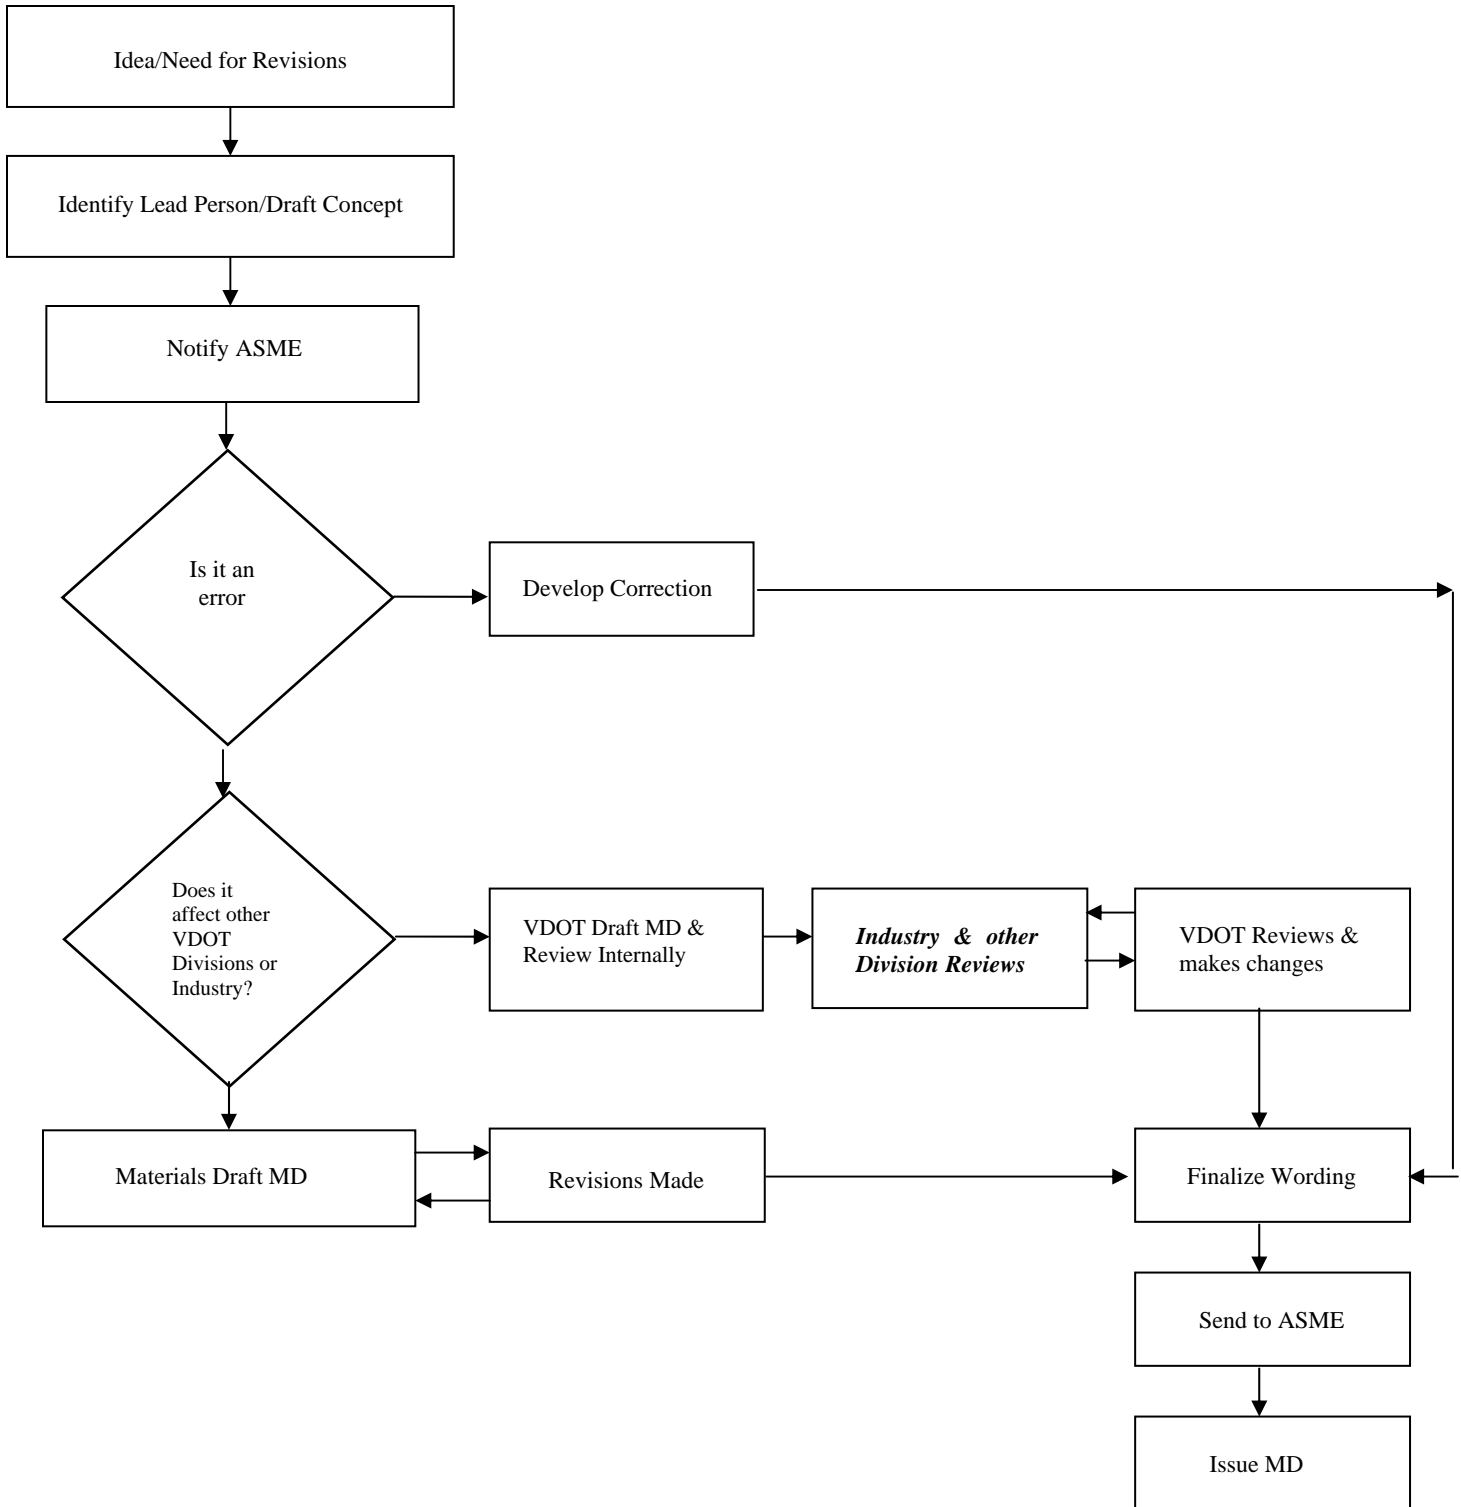 Idea/Need for Revisions
Identify Lead Person/Draft Concept
Notify ASME
Is it an
error
Develop Correction
Does it
affect other
VDOT
Divisions or
Industry?
VDOT Draft MD &
Review Internally
Industry & other
Division Reviews
VDOT Reviews &
makes changes
Materials Draft MD
Revisions Made
Finalize Wording
Send to ASME
Issue MD